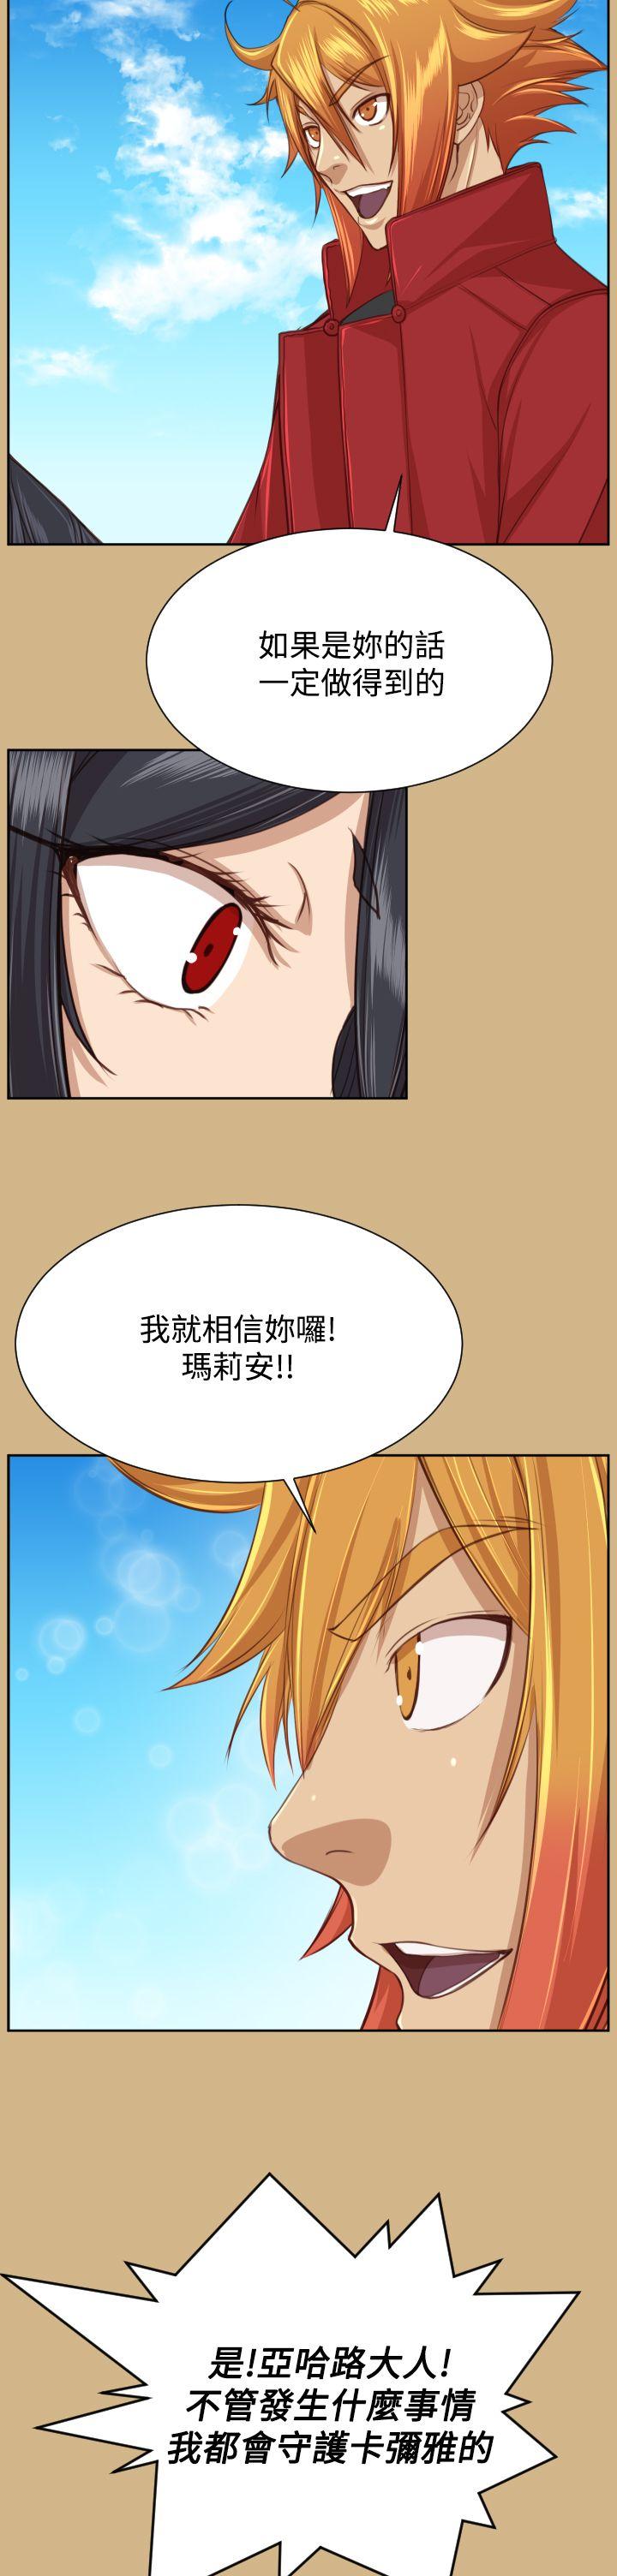 如果是妳的話
一定做得到的
我就相信妳囉!
瑪莉安!!
是!亞哈路大人!
不管發生什麼事情
我都會守護卡彌雅的